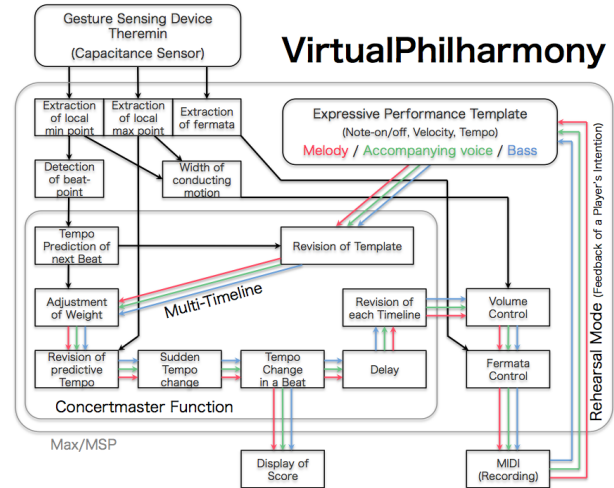 Gesture Sensing Device
Theremin
(Capacitance Sensor)
VirtualPhilharmony
Extraction of local
min point
Extraction of local
max point
Extraction
of fermata
Expressive Performance Template
(Note-on/off, Velocity, Tempo)
Melody / Accompanying voice / Bass
Detection
of beat-
point
Width of
conducting
motion
Tempo
Prediction of
next Beat
Revision of Template
Multi-Timeline
Adjustment
of Weight
Revision of
each Timeline
Volume
Control
Revision of
predictive
Tempo
Sudden
Tempo
change
Tempo
Change
in a Beat
Delay
Fermata
Control
Concertmaster Function
Max/MSP
Display of
Score
MIDI
(Recording)
Rehearsal Mode (Feedback of a Player's Intention)